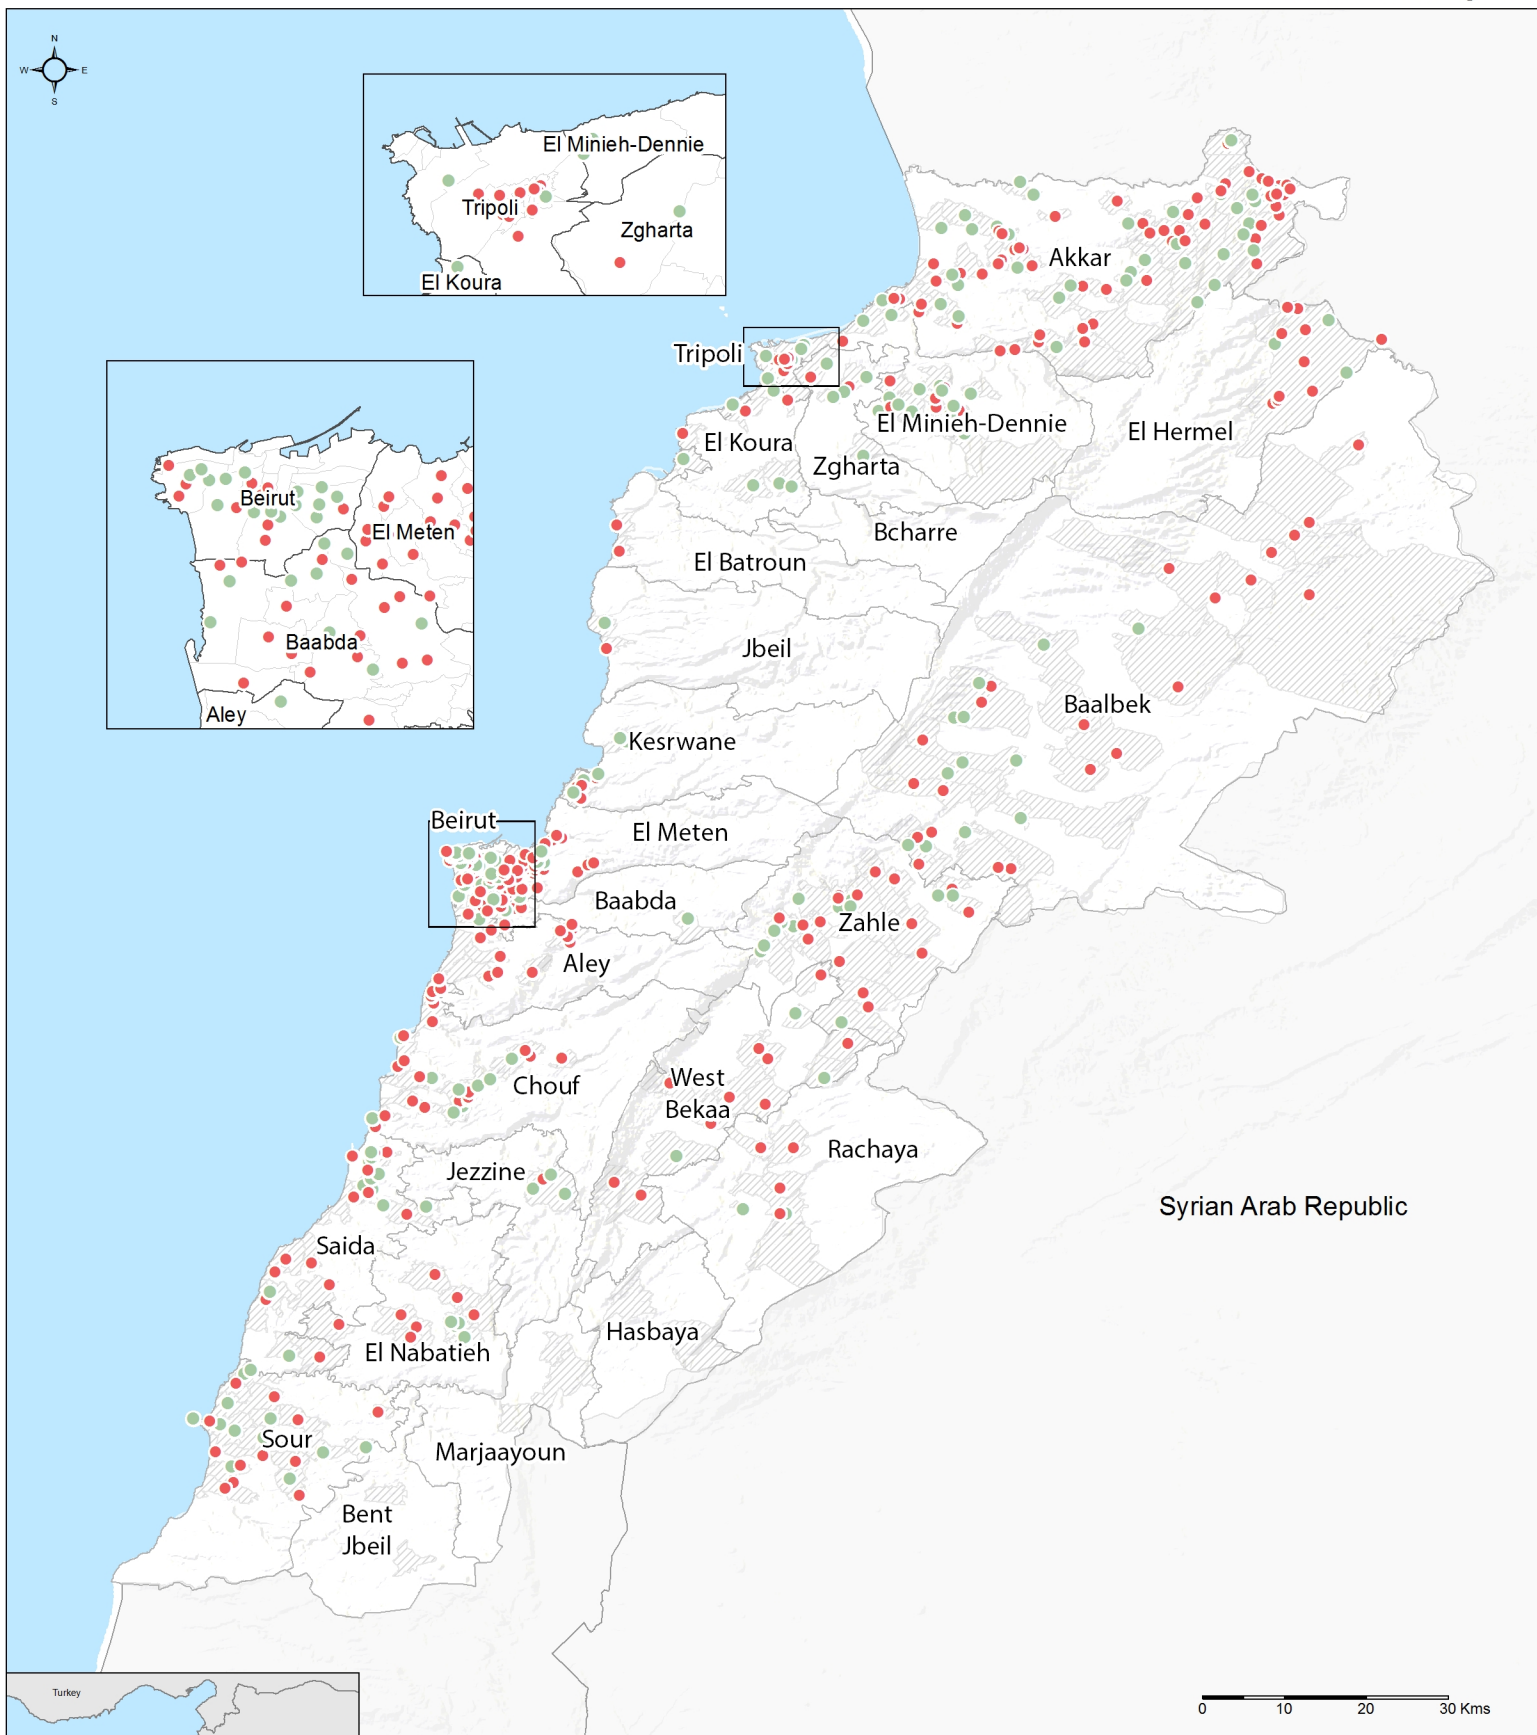 N
W E
S
El Minieh-Dennie
Tripoli
Zgharta
El Koura
Akkar
Tripoli
El Minieh-Dennie
El Koura
El Hermel
Zgharta
Beirut
Bcharre
El Meten
El Batroun
Baabda
Jbeil
Baalbek
Aley
Kesrwane
Beirut
El Meten
Baabda
Zahle
Aley
West
Bekaa
Chouf
Rachaya
Jezzine
Syrian Arab Republic
Saida
Hasbaya
El Nabatieh
Sour
Marjaayoun
Bent
Jbeil
Turkey
0 10 20 30 Kms